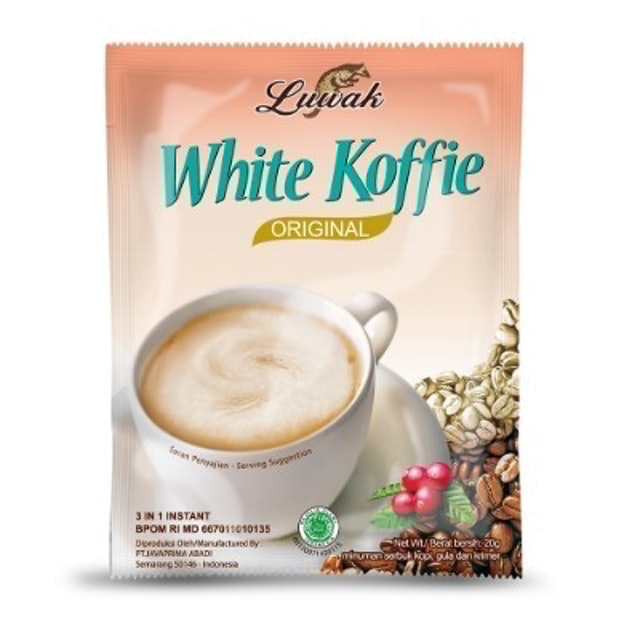 Luwak
White Koffie
ORIGINAL
Saran Penyajian - Serving Suggestion
3 IN 1 INSTANT
BPOM RI MD 667011010135
Diproduksi Oleh/Manufactured By :
PT.JAVAPRIMA ABADI
Semarang 50146 - Indonesia
Net Wt./ Berat bersih: 20g
minuman serbuk kopi, gula dan krimer